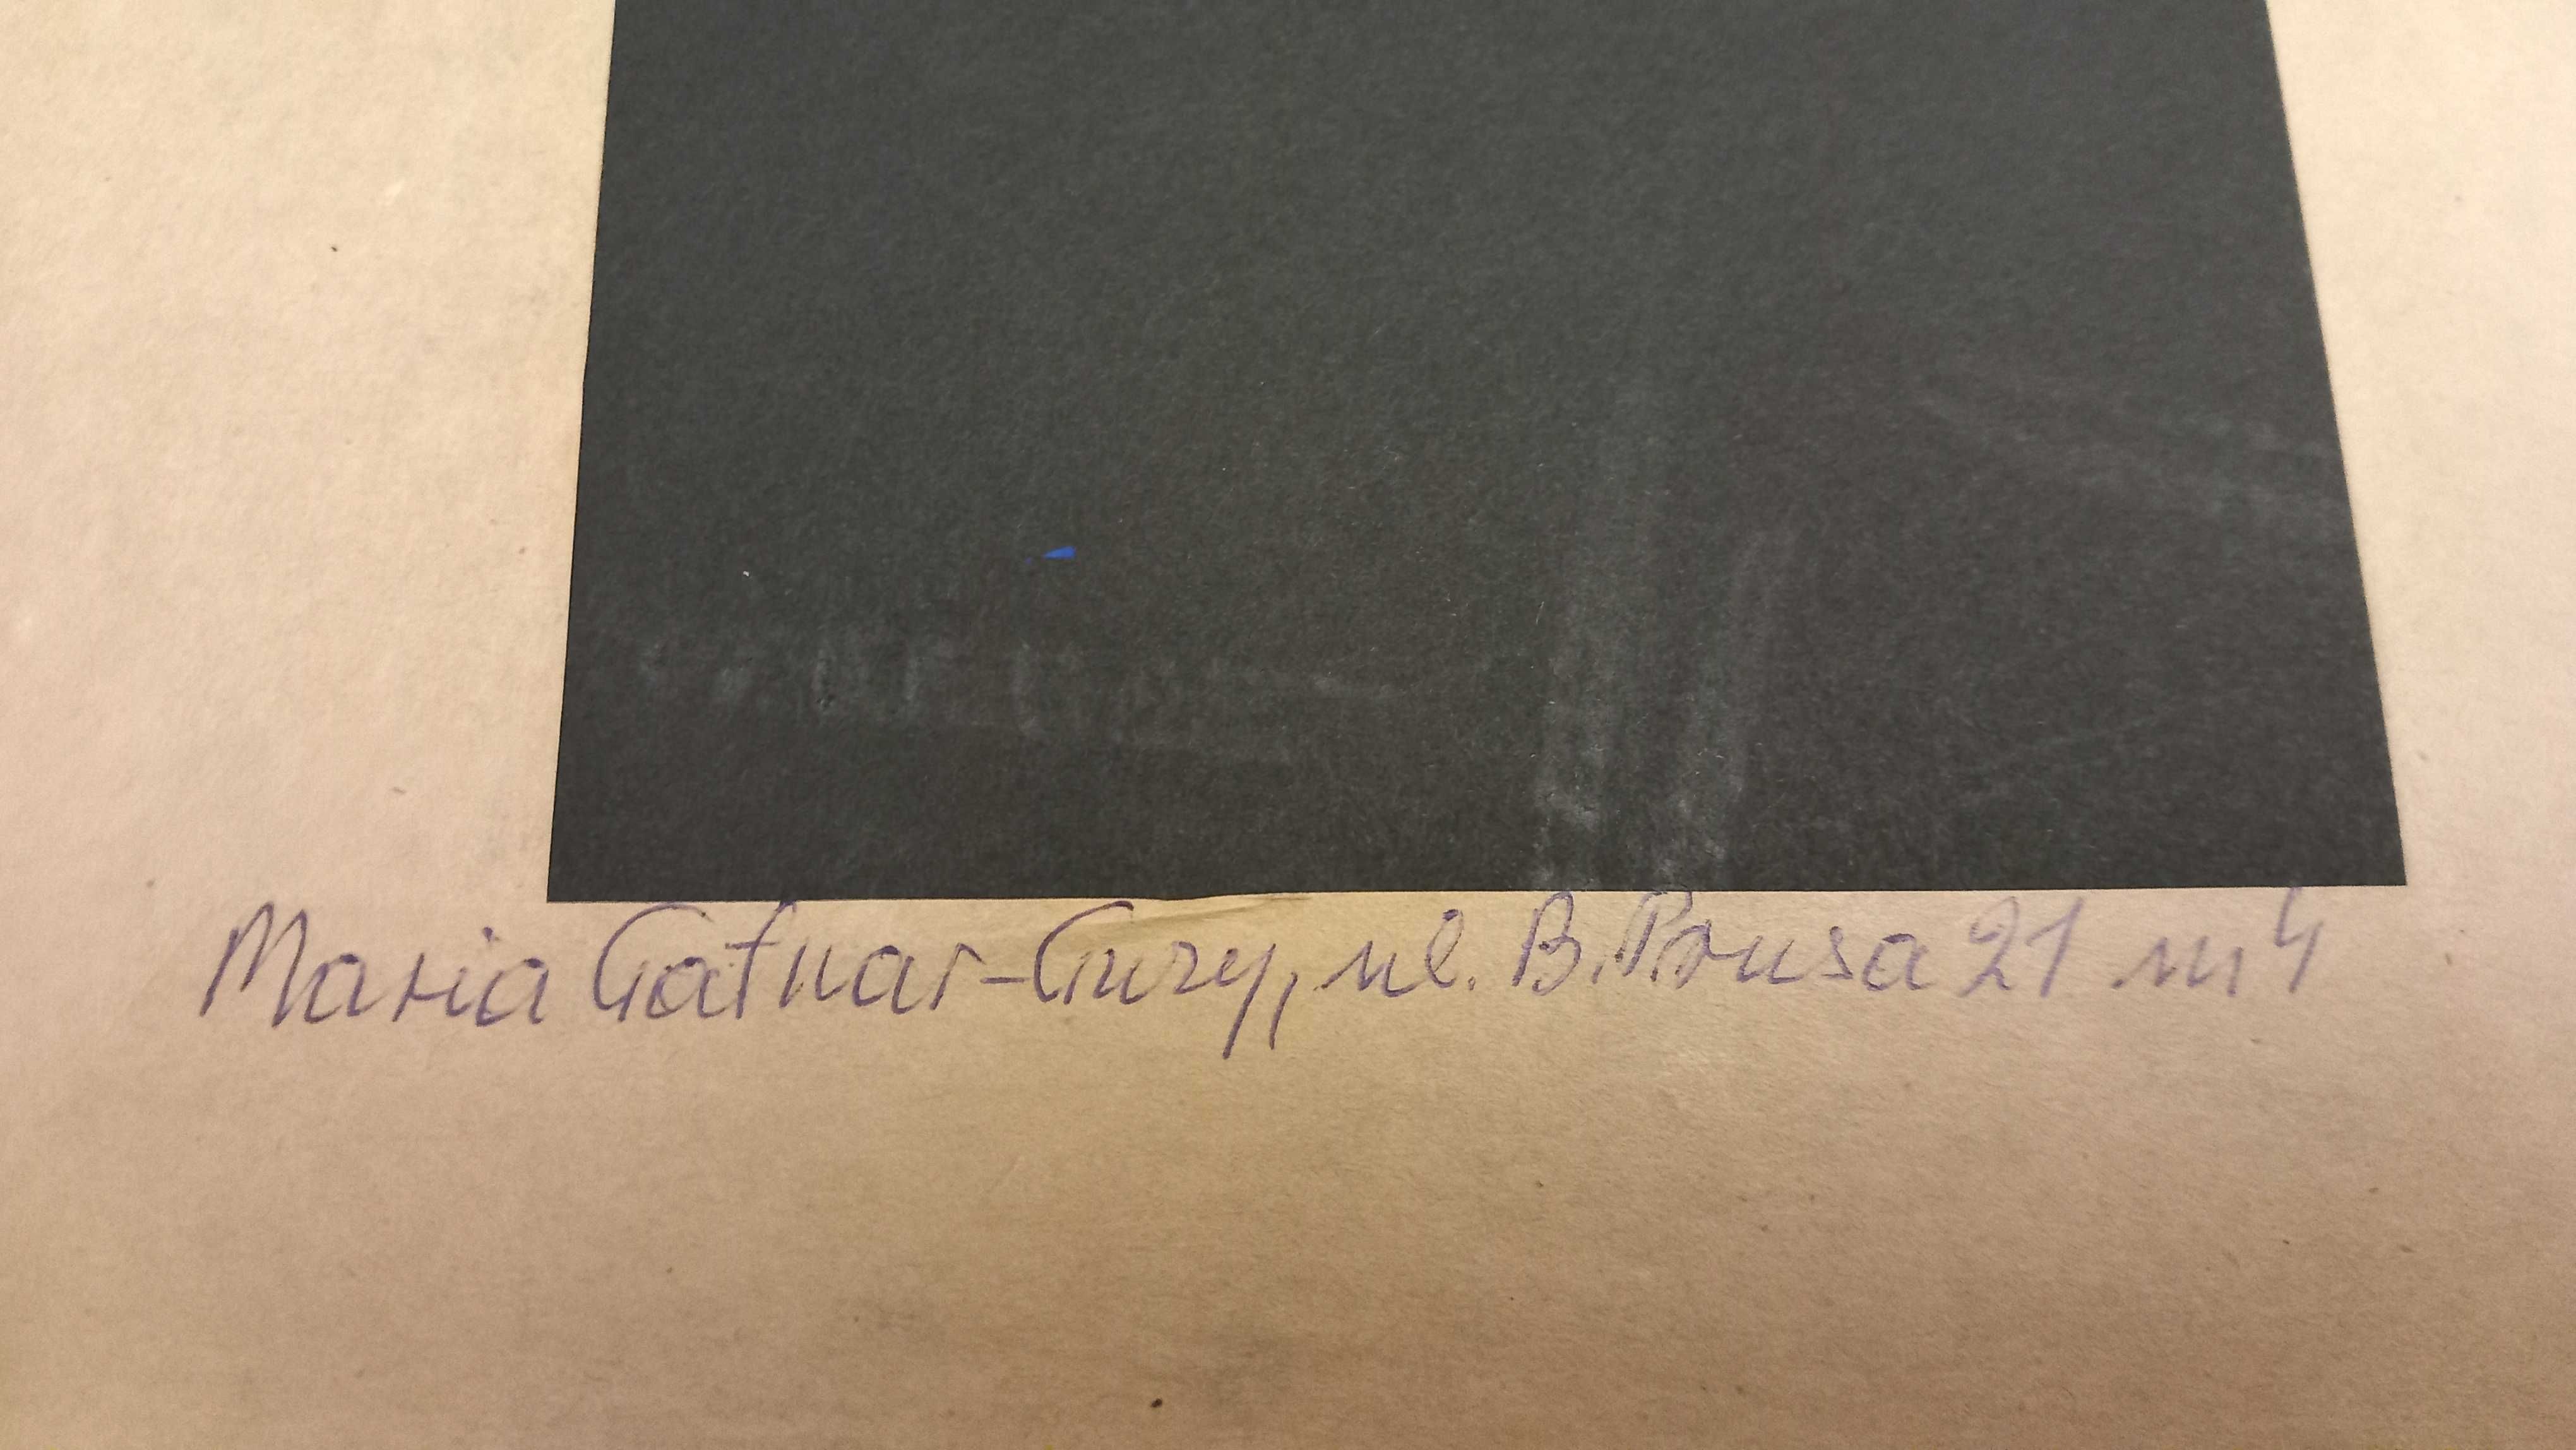 Maria Gatnar-Guzy, ul. B. Prusa 21 m 4